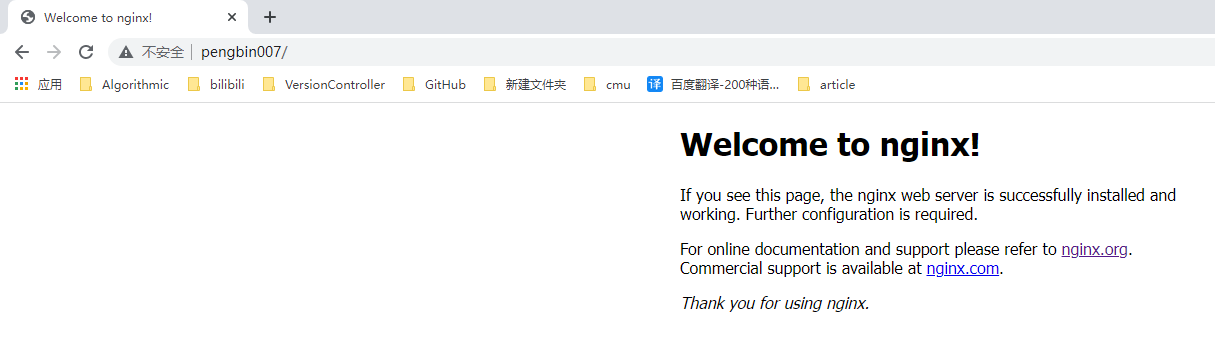 Welcome to nginx!
不安全 pengbin007/
应用 Algorithmic bilibili VersionController GitHub 新建文件夹 cmu 译 百度翻译-200种语... article
Welcome to nginx!
If you see this page, the nginx web server is successfully installed and
working. Further configuration is required.
For online documentation and support please refer to nginx.org.
Commercial support is available at nginx.com.
Thank you for using nginx.